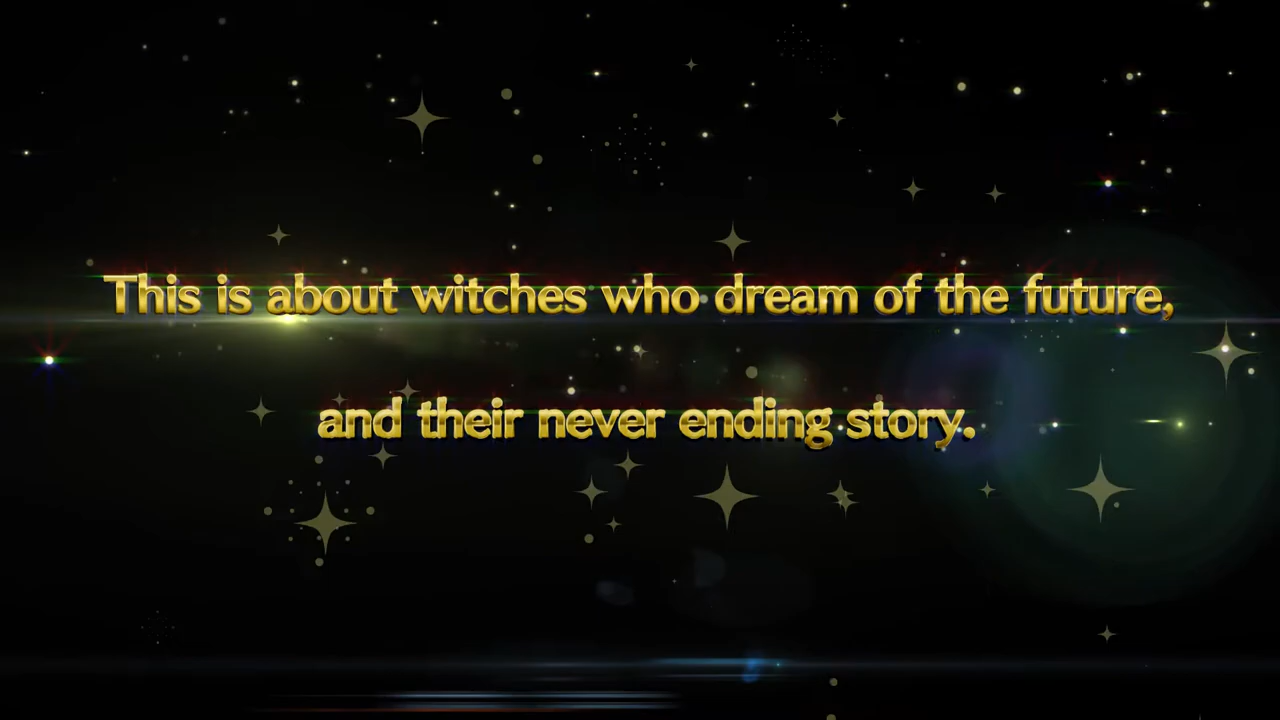 This is about witches who dream of the future,
and their never ending story.